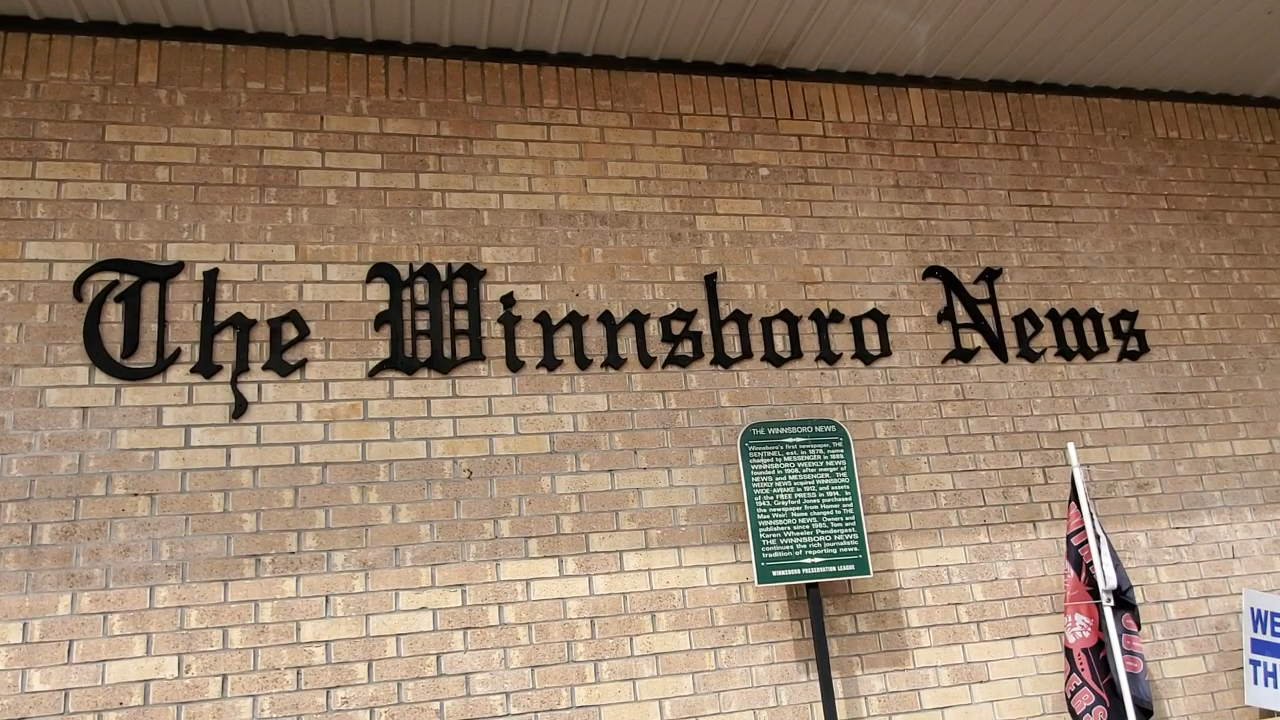 The Winnsboro News
THE WINNSBORO NEWS
Winnsboro's first newspaper, THE
SENTINEL, est. in 1878, name
changed to MESSENGER in 1889.
WINNSBORO WEEKLY NEWS
founded in 1908, after merger of
NEWS and MESSENGER. THE
WEEKLY NEWS acquired WINNSBORO
WIDE-AWAKE in 1912, and assets
of the FREE PRESS in 1914. In
1943, Grayford Jones purchased
the newspaper from Homer and
Mae Weir. Name changed to THE
WINNSBORO NEWS. Owners and
publishers since 1985, Tom and
Karen Wheeler Pendergast.
THE WINNSBORO NEWS
continues the rich journalistic
tradition of reporting news.
WINNSBORO PRESERVATION LEAGUE
WE
TH